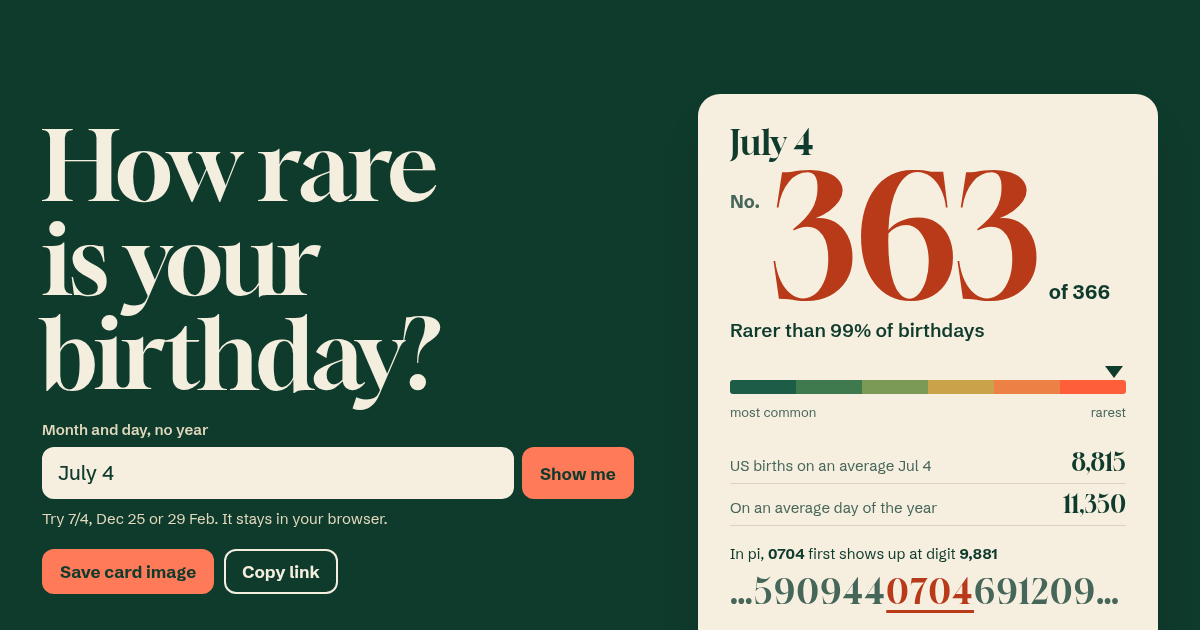 How rare
is your
birthday?
Month and day, no year
July 4
Show me
Try 7/4, Dec 25 or 29 Feb. It stays in your browser.
Save card image
Copy link
July 4
No. 363 of 366
Rarer than 99% of birthdays
most common
rarest
US births on an average Jul 4
8,815
On an average day of the year
11,350
In pi, 0704 first shows up at digit 9,881
...5909440704691209...